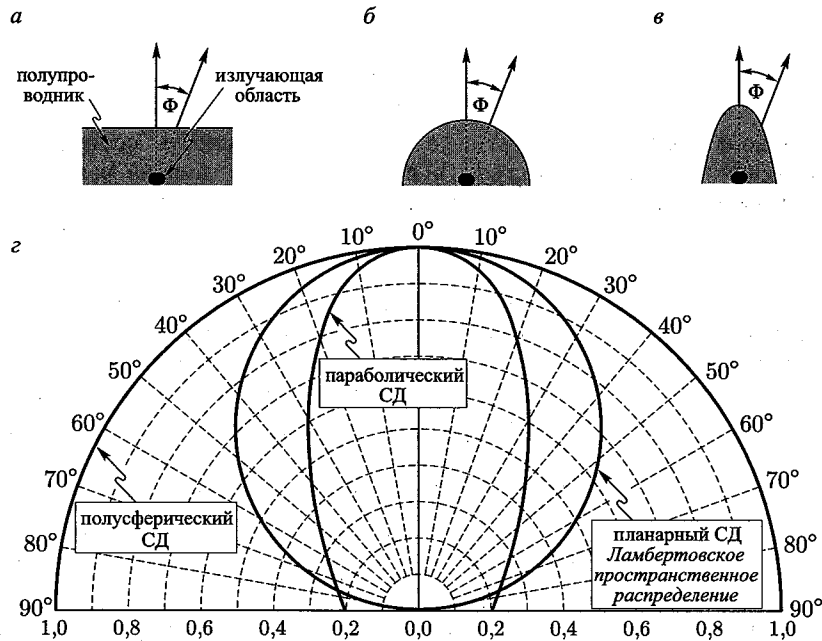 а
б
в
полупро-
водник
излучающая
область
Φ
Φ
Φ
г
0°
10°
10°
20°
20°
30°
30°
40°
40°
50°
50°
60°
60°
70°
70°
80°
80°
90°
90°
параболический
СД
полусферический
СД
планарный СД
Ламбертовское
пространственное
распределение
1,0 0,8 0,6 0,4 0,2 0,0 0,2 0,4 0,6 0,8 1,0